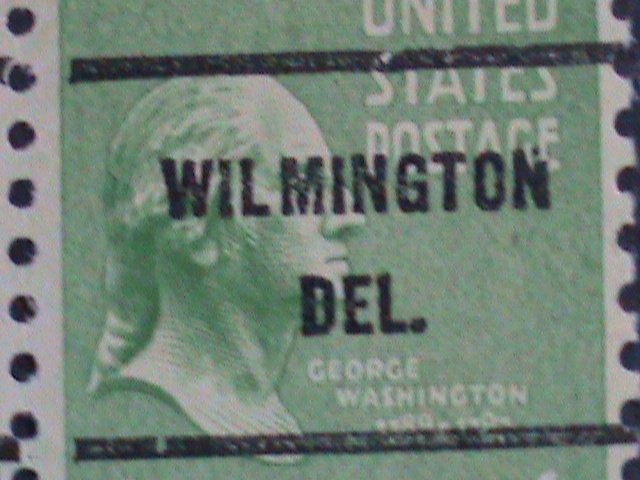 UNITED
STATES
POSTAGE
WILMINGTON
DEL.
GEORGE
WASHINGTON